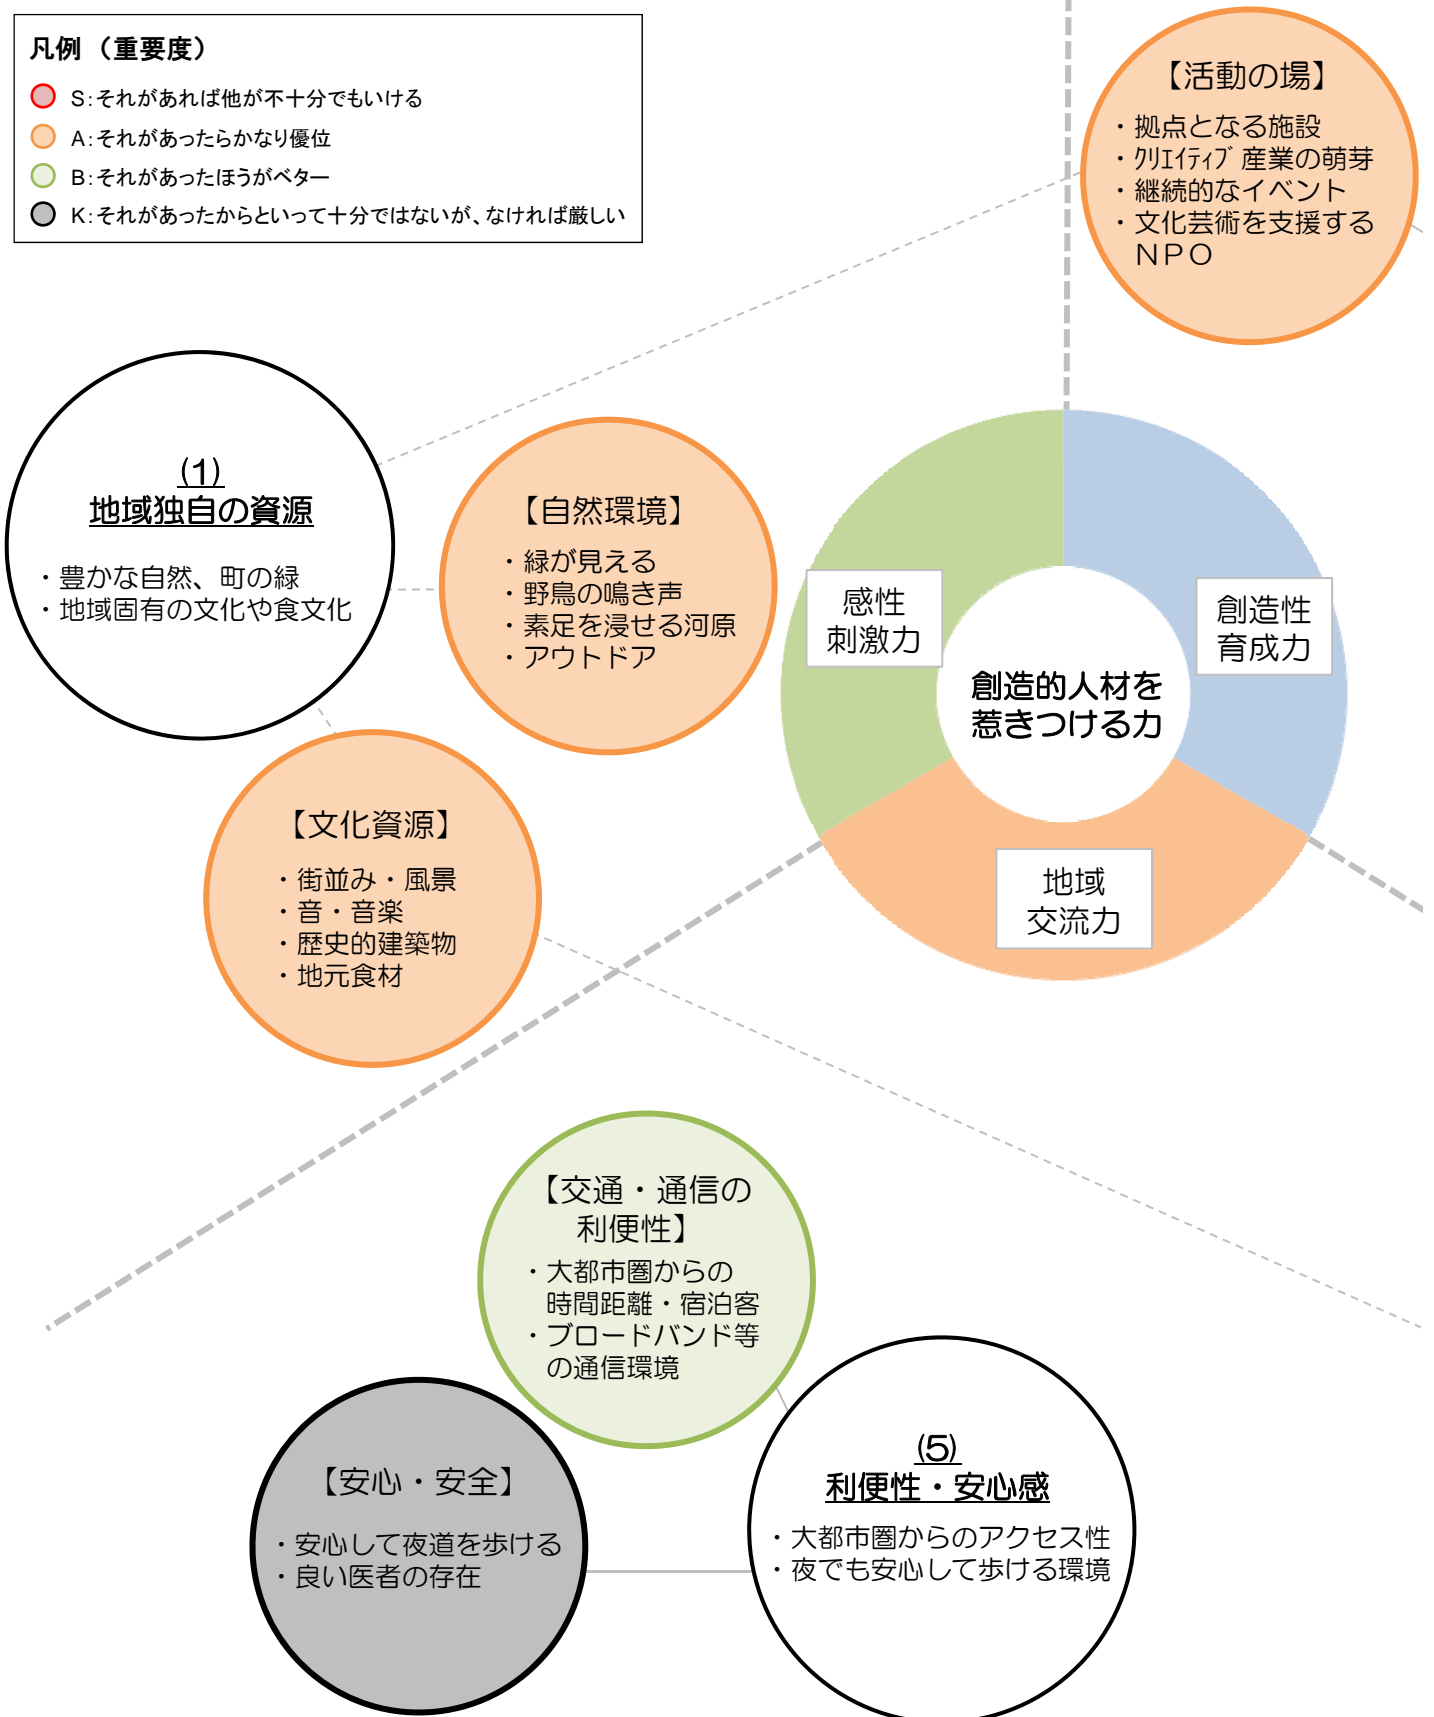 凡例 （重要度）
S：それがあれば他が不十分でもいける
A：それがあったらかなり優位
B：それがあったほうがベター
K：それがあったからといって十分ではないが、なければ厳しい
【活動の場】
・拠点となる施設
・ｸﾘｴｲﾃｨﾌﾞ産業の萌芽
・継続的なイベント
・文化芸術を支援する
ＮＰＯ
(1)
地域独自の資源
・豊かな自然、町の緑
・地域固有の文化や食文化
【自然環境】
・緑が見える
・野鳥の鳴き声
・素足を浸せる河原
・アウトドア
感性
刺激力
創造性
育成力
創造的人材を
惹きつける力
地域
交流力
【文化資源】
・街並み・風景
・音・音楽
・歴史的建築物
・地元食材
【交通・通信の
利便性】
・大都市圏からの
時間距離・宿泊客
・ブロードバンド等
の通信環境
【安心・安全】
・安心して夜道を歩ける
・良い医者の存在
(5)
利便性・安心感
・大都市圏からのアクセス性
・夜でも安心して歩ける環境